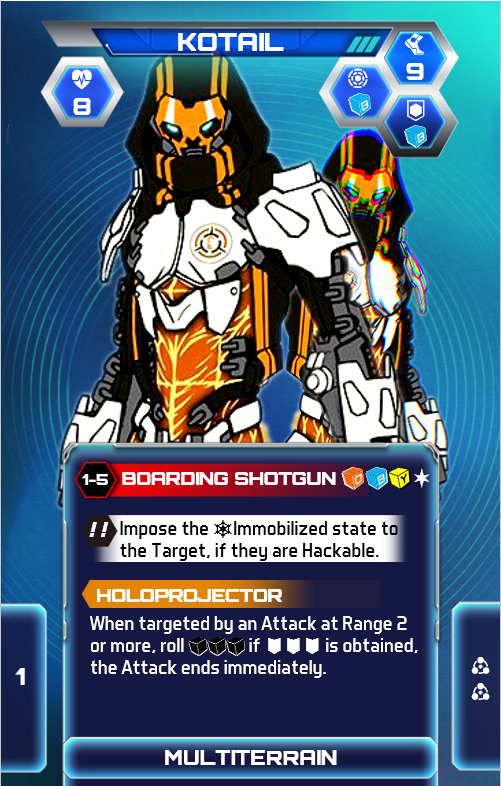 KOTAIL
8
9
B
B
1-5 BOARDING SHOTGUN O B Y
!! Impose the Immobilized state to
the Target, if they are Hackable.
HOLOPROJECTOR
When targeted by an Attack at Range 2
or more, roll if is obtained,
the Attack ends immediately.
1
MULTITERRAIN